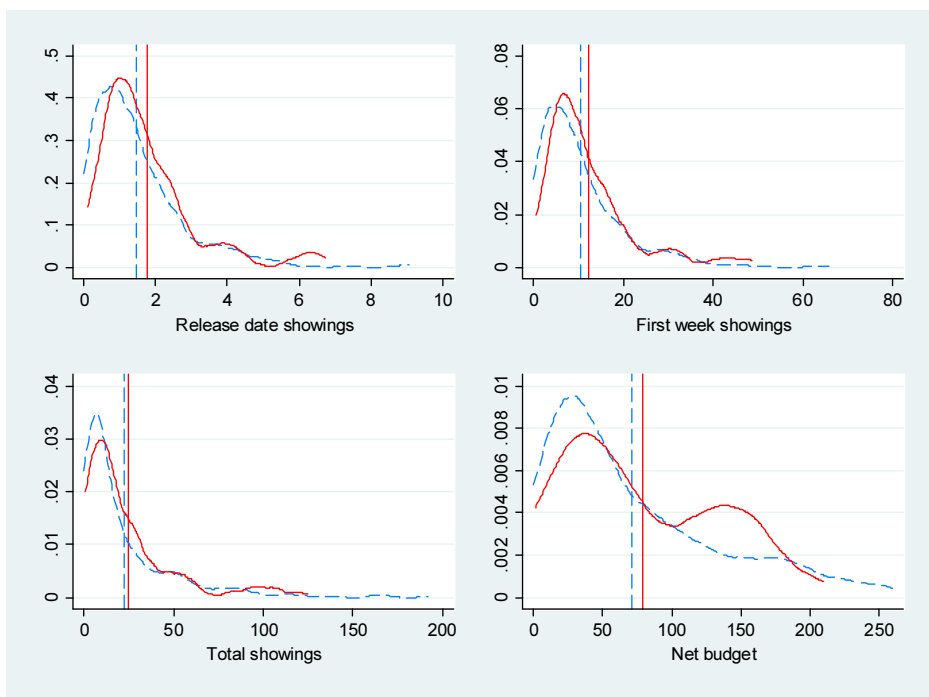 0 .1 .2 .3 .4 .5
0 2 4 6 8 10
Release date showings
0 .02 .04 .06 .08
0 20 40 60 80
First week showings
0 .01 .02 .03 .04
0 50 100 150 200
Total showings
0 .002 .004 .006 .008 .01
0 50 100 150 200 250
Net budget